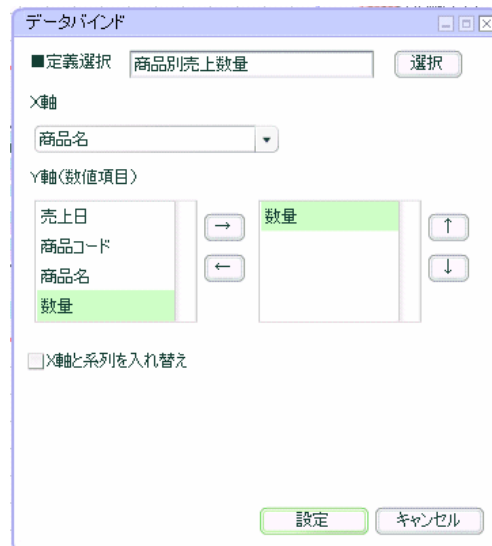 データバインド
■定義選択 商品別売上数量 選択
X軸
商品名
Y軸(数値項目)
売上日
商品コード
商品名
数量
→
←
数量
↑
↓
X軸と系列を入れ替え
設定 キャンセル